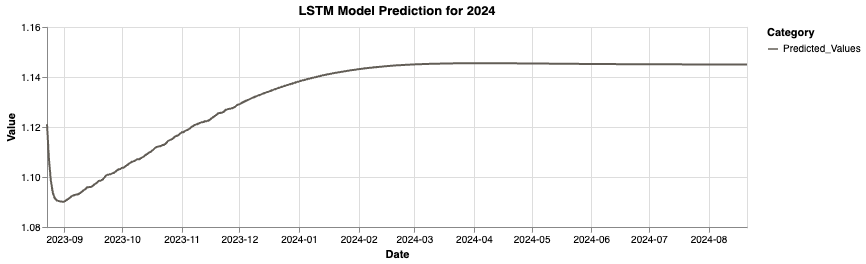 LSTM Model Prediction for 2024
Category
Predicted_Values
Value
1.16
1.14
1.12
1.10
1.08
2023-09 2023-10 2023-11 2023-12 2024-01 2024-02 2024-03 2024-04 2024-05 2024-06 2024-07 2024-08
Date